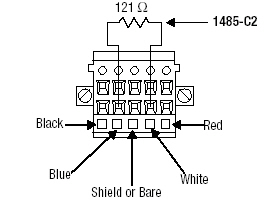 121 Ω
1485-C2
Black
Red
Blue
White
Shield or Bare